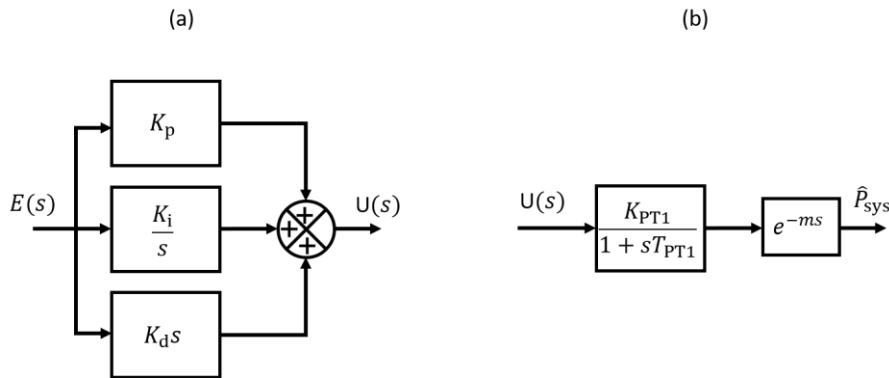 (a)
(b)
K_p
E(s)
K_i
s
+
+
+
U(s)
K_d s
U(s)
K_PT1
1 + sT_PT1
e^{-ms}
P̂_sys